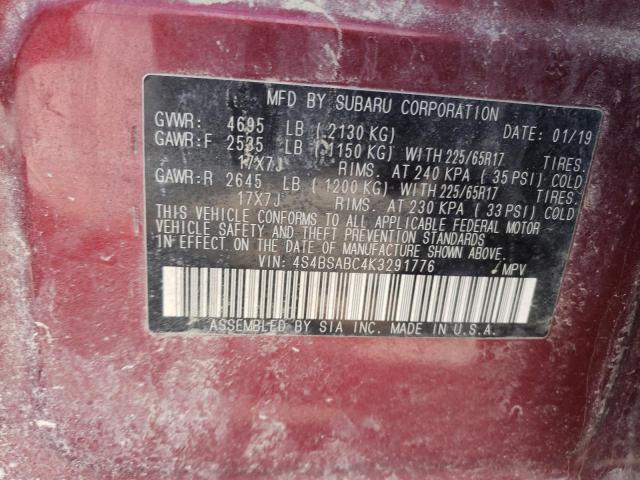 MFD BY SUBARU CORPORATION
GVWR: 4695 LB ( 2130 KG) DATE: 01/19
GAWR:F 2535 LB ( 1150 KG) WITH 225/65R17 TIRES.
17X7J RIMS. AT 240 KPA ( 35 PSI) COLD
GAWR:R 2645 LB ( 1200 KG) WITH 225/65R17 TIRES.
17X7J RIMS. AT 230 KPA ( 33 PSI) COLD
THIS VEHICLE CONFORMS TO ALL APPLICABLE FEDERAL MOTOR
VEHICLE SAFETY AND THEFT PREVENTION STANDARDS
IN EFFECT ON THE DATE OF MANUFACTURE SHOWN ABOVE.
VIN: 4S4BSABC4K3291776 MPV
ASSEMBLED BY SIA INC. MADE IN U.S.A.